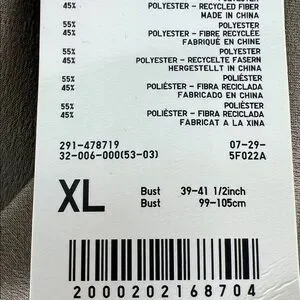 45% POLYESTER - RECYCLED FIBER
MADE IN CHINA
55% POLYESTER
45% POLYESTER - FIBRE RECYCLÉE
FABRIQUÉ EN CHINE
55% POLYESTER
45% POLYESTER - RECYCELTE FASERN
HERGESTELLT IN CHINA
55% POLIÉSTER
45% POLIÉSTER - FIBRA RECICLADA
FABRICADO EN CHINA
55% POLIÈSTER
45% POLIÈSTER - FIBRA RECICLADA
FABRICAT A LA XINA
291-478719 07-29-
32-006-000(53-03) 5F022A
XL Bust 39-41 1/2inch
Bust 99-105cm
2000202168704